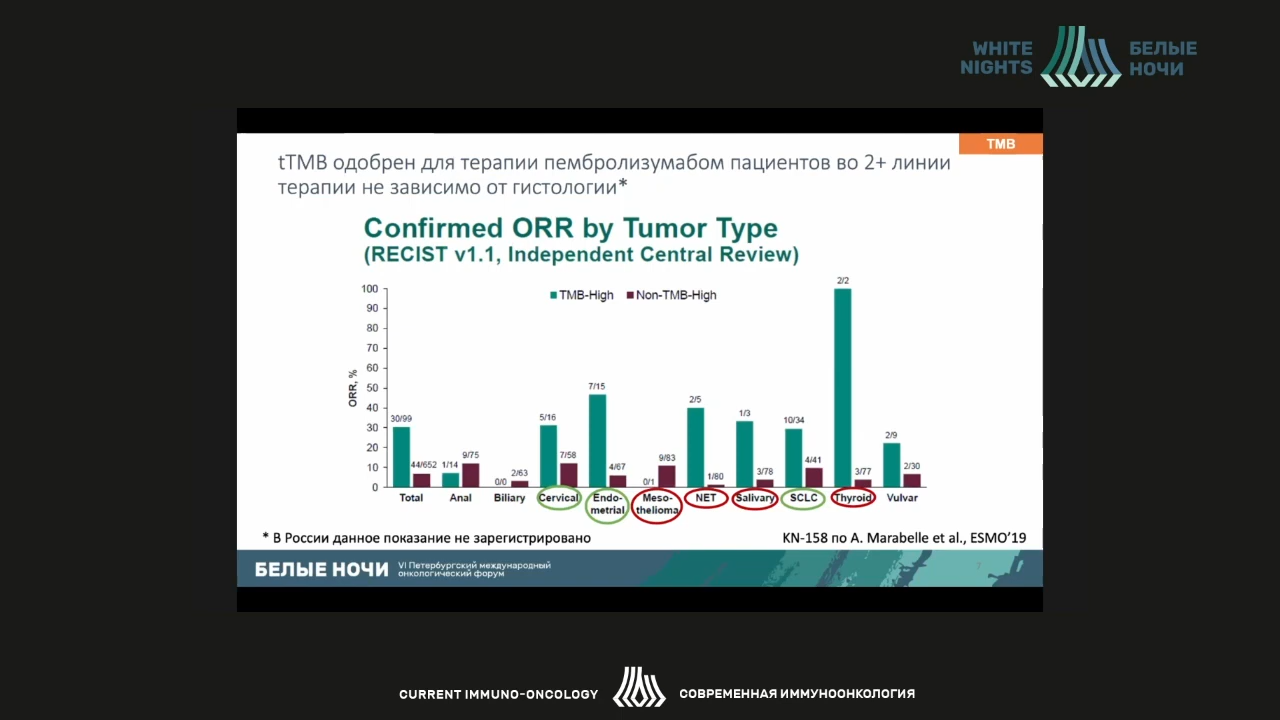 WHITE
NIGHTS
БЕЛЫЕ
НОЧИ
TMB
tTMB одобрен для терапии пембролизумабом пациентов во 2+ линии
терапии не зависимо от гистологии*
Confirmed ORR by Tumor Type
(RECIST v1.1, Independent Central Review)
TMB-High Non-TMB-High
ORR, %
100
90
80
70
60
50
40
30
20
10
0
30/99 44/652
1/14 9/75
0/0 2/63
5/16 7/58
7/15 4/67
0/1 9/83
2/5 1/80
1/3 3/78
10/34 4/41
2/2 3/77
2/9 2/30
Total
Anal
Biliary
Cervical
Endo-
metrial
Meso-
thelioma
NET
Salivary
SCLC
Thyroid
Vulvar
* В России данное показание не зарегистрировано
KN-158 по A. Marabelle et al., ESMO’19
БЕЛЫЕ НОЧИ
VI Петербургский международный
онкологический форум
CURRENT IMMUNO-ONCOLOGY
СОВРЕМЕННАЯ ИММУНООНКОЛОГИЯ